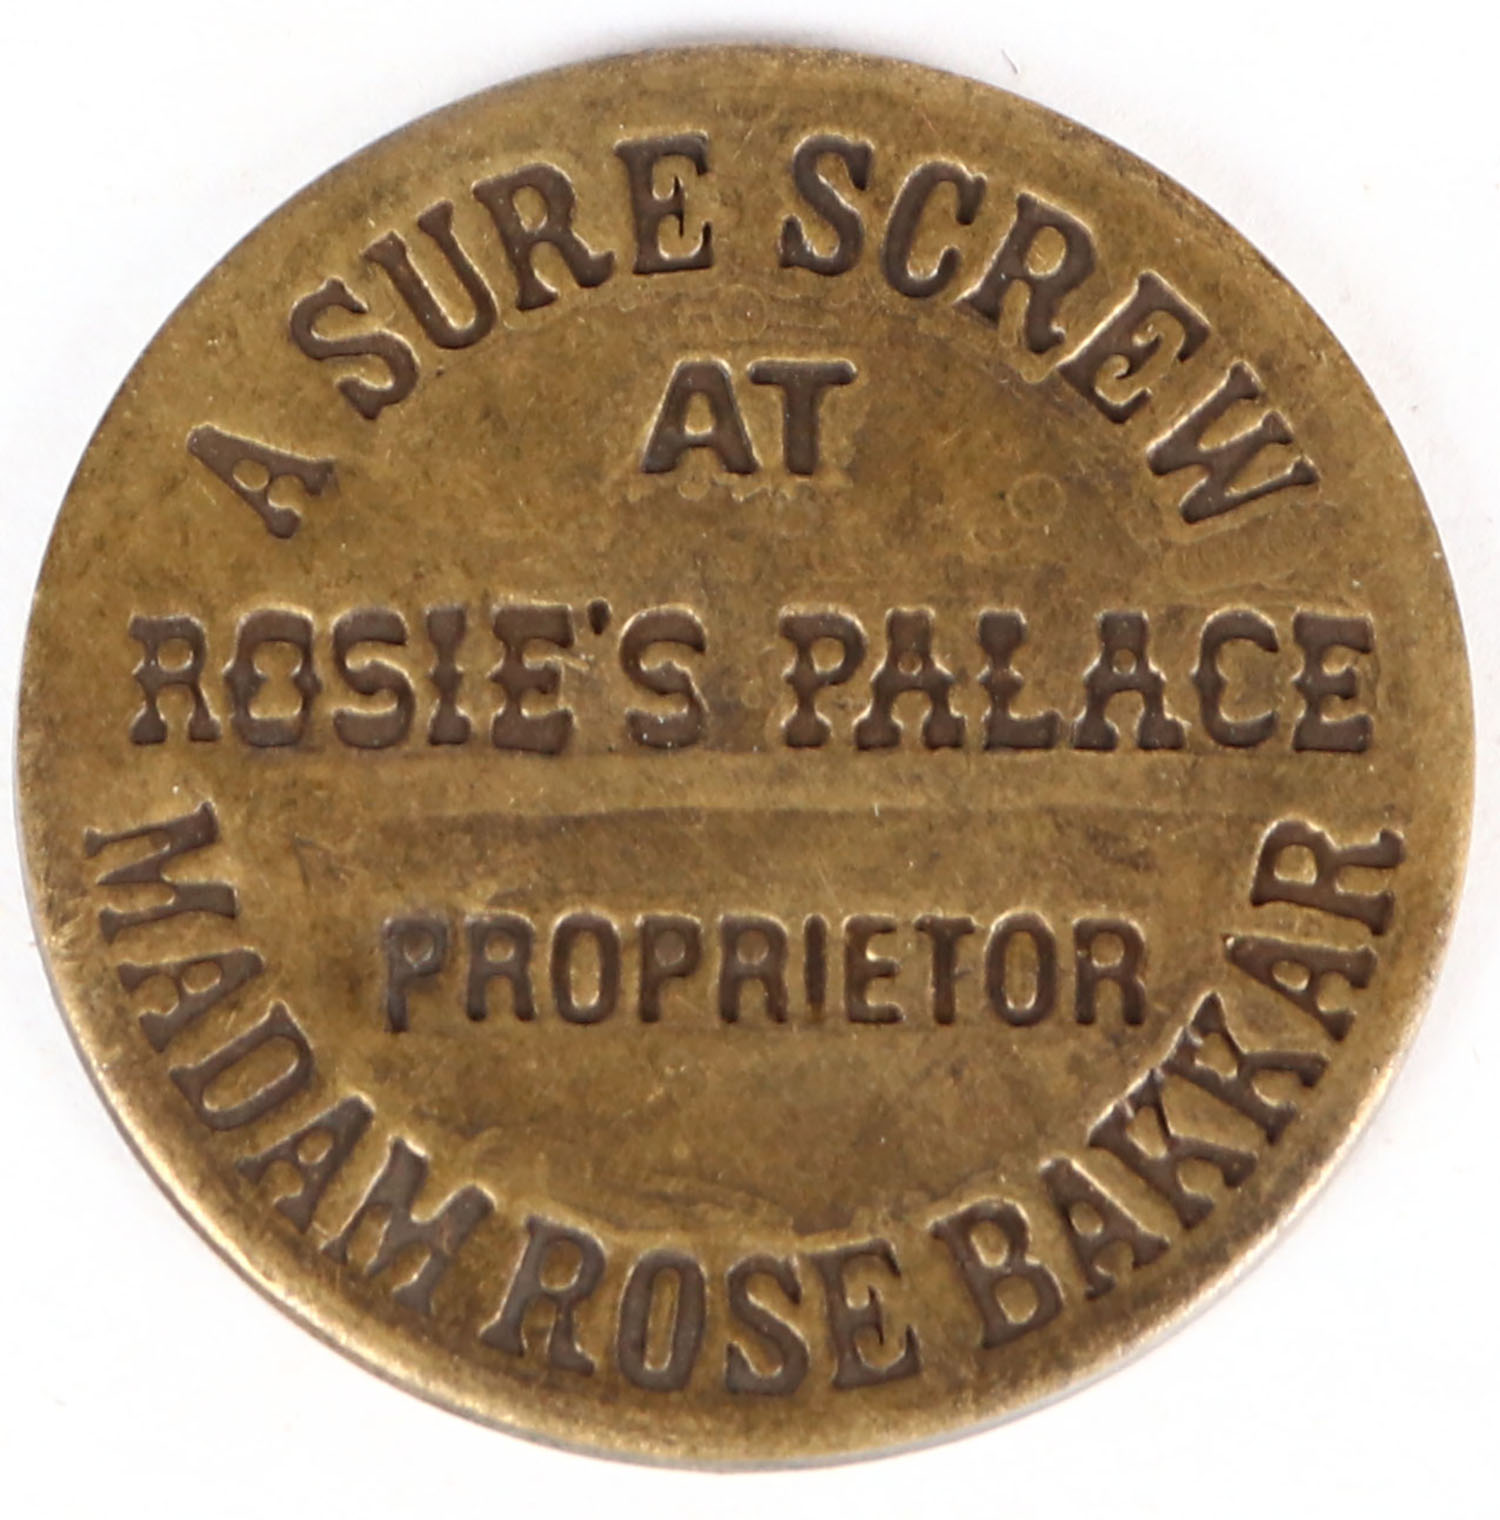 A SURE SCREW
AT
ROSIE'S PALACE
PROPRIETOR
MADAM ROSE BAKKAR